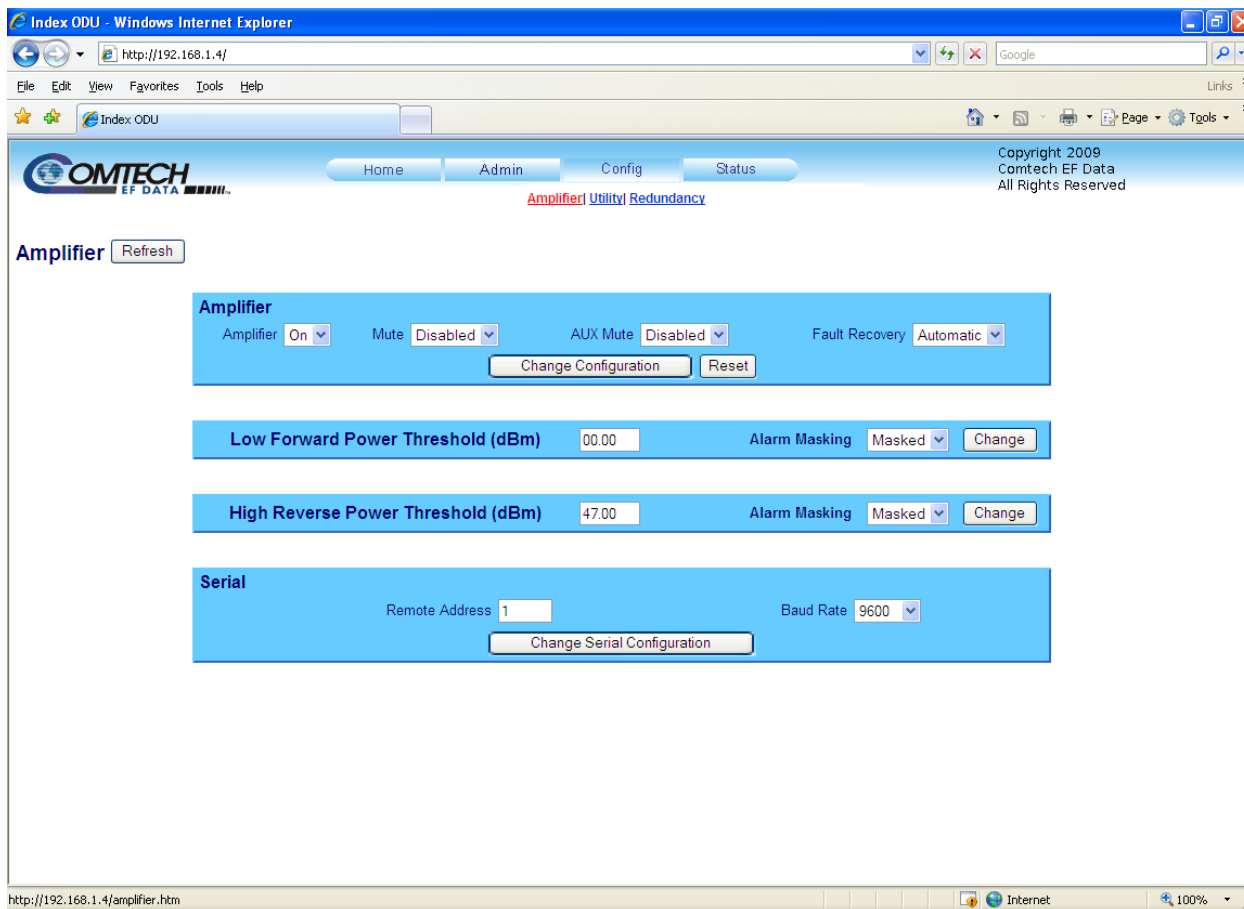 Index ODU - Windows Internet Explorer
http://192.168.1.4/
Google
File Edit View Favorites Tools Help
Links
Index ODU
Page Tools
COMTECH
EF DATA
Home Admin Config Status
Copyright 2009
Comtech EF Data
All Rights Reserved
Amplifier| Utility| Redundancy
Amplifier Refresh
Amplifier
Amplifier On Mute Disabled AUX Mute Disabled Fault Recovery Automatic
Change Configuration Reset
Low Forward Power Threshold (dBm) 00.00 Alarm Masking Masked Change
High Reverse Power Threshold (dBm) 47.00 Alarm Masking Masked Change
Serial
Remote Address 1 Baud Rate 9600
Change Serial Configuration
http://192.168.1.4/amplifier.htm Internet 100%